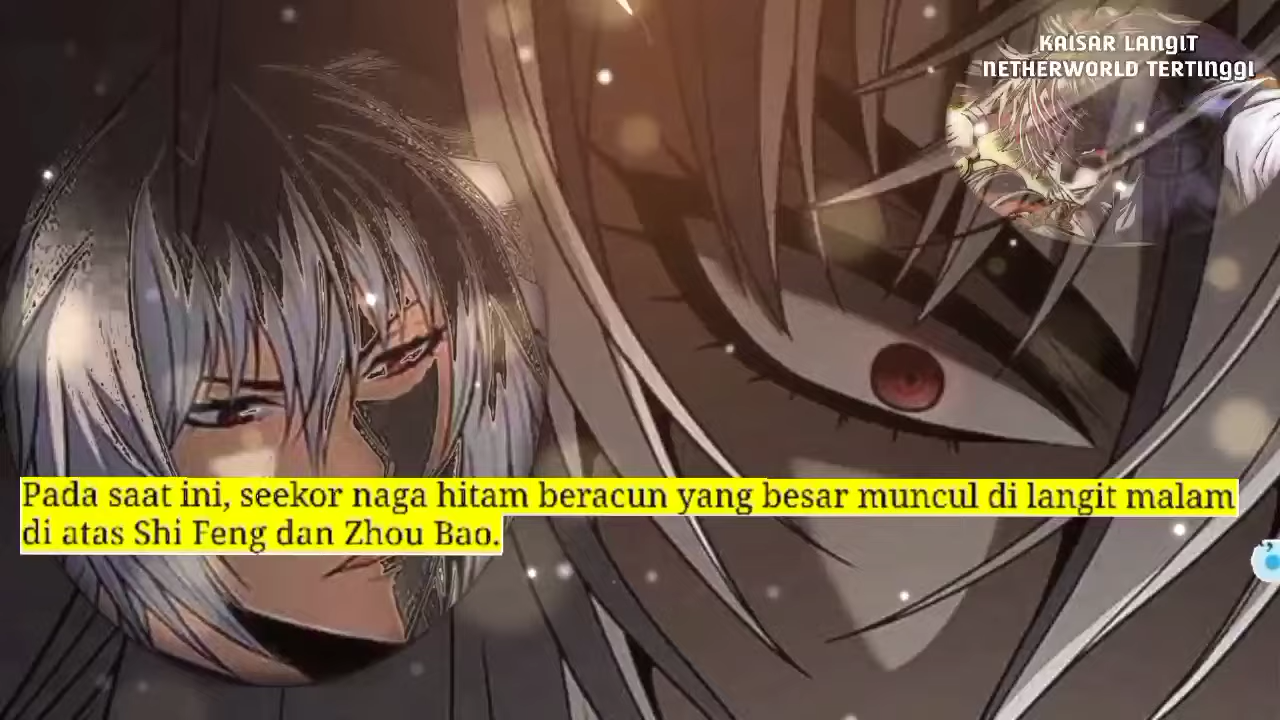 KAISAR LANGIT
NETHERWORLD TERTINGGI
Pada saat ini, seekor naga hitam beracun yang besar muncul di langit malam
di atas Shi Feng dan Zhou Bao.